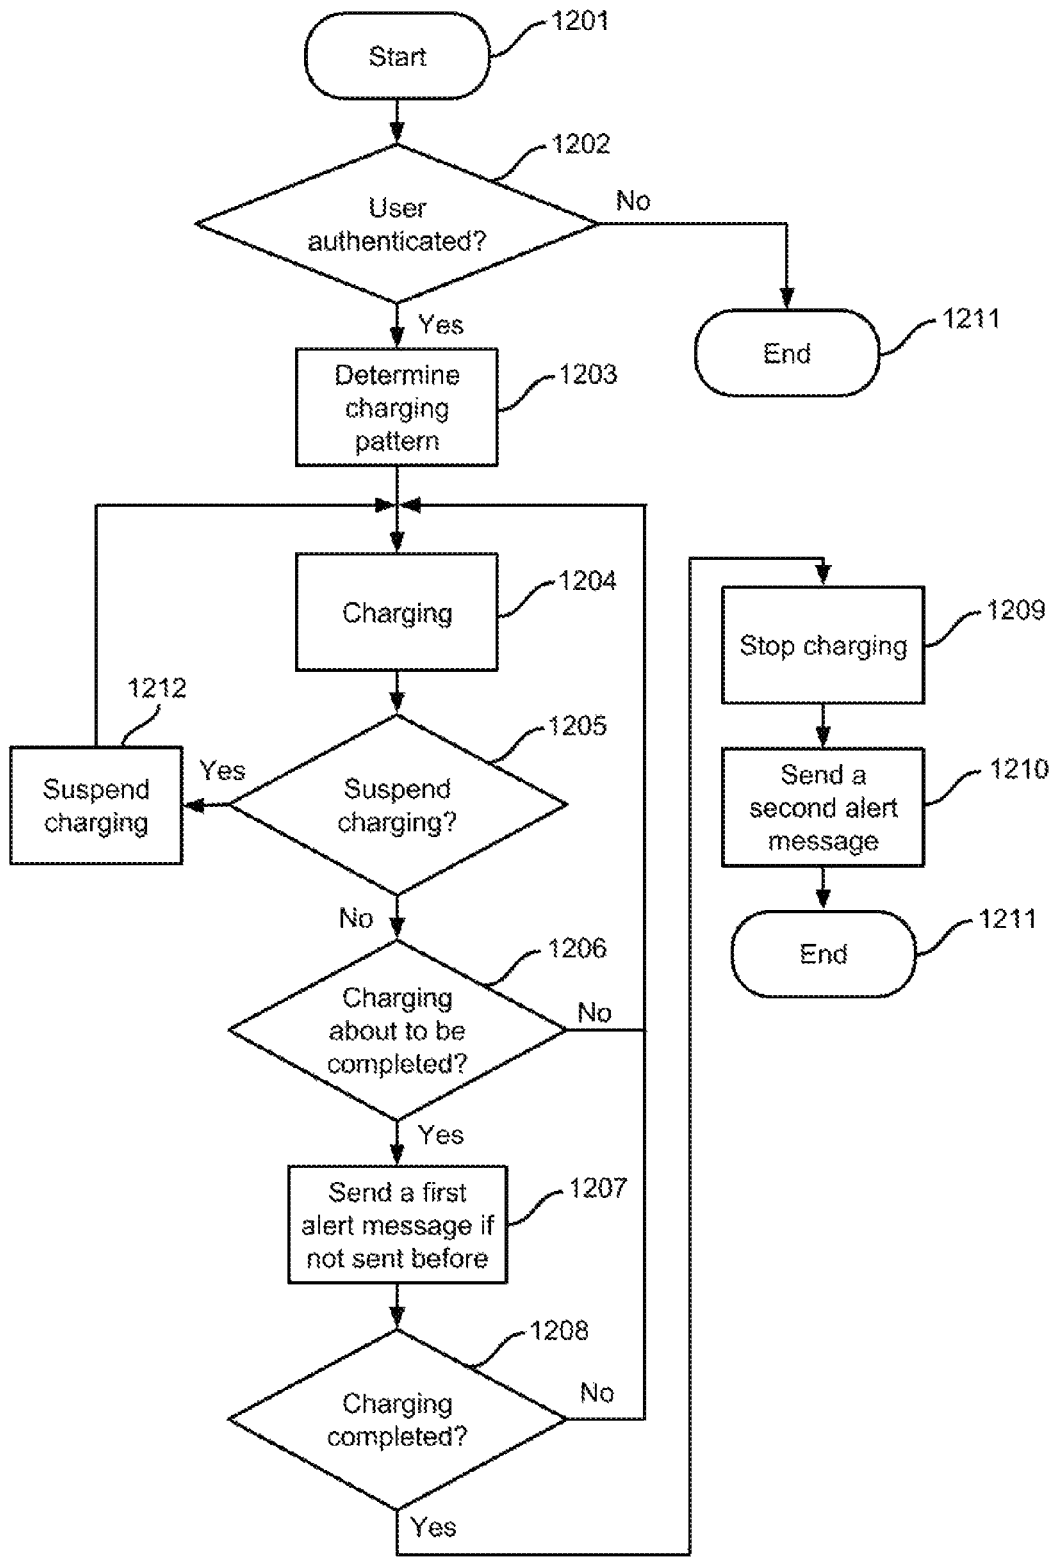 1201
Start
1202
User
authenticated?
No
Yes
1211
End
1203
Determine
charging
pattern
1204
Charging
1209
Stop charging
1212
Suspend
charging
Yes
1205
Suspend
charging?
No
1210
Send a
second alert
message
1211
End
1206
Charging
about to be
completed?
No
Yes
1207
Send a first
alert message if
not sent before
1208
Charging
completed?
No
Yes